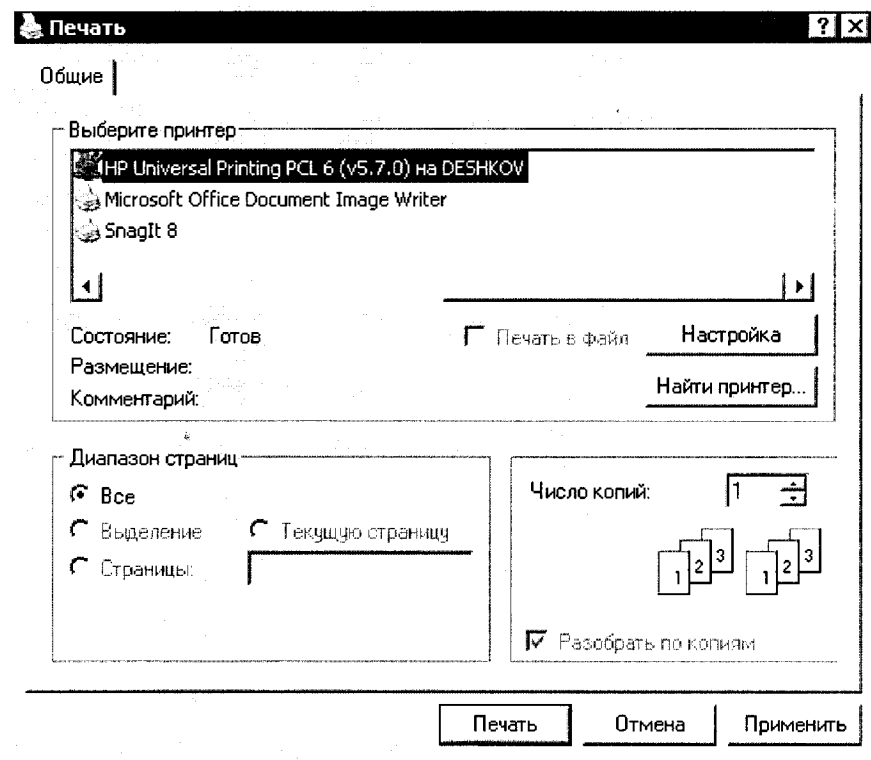 Печать
Общие
Выберите принтер
HP Universal Printing PCL 6 (v5.7.0) на DESHKOV
Microsoft Office Document Image Writer
SnagIt 8
Состояние: Готов
Печать в файл
Настройка
Размещение:
Комментарий:
Найти принтер...
Диапазон страниц
Все
Выделение
Текущую страницу
Страницы:
Число копий: 1
1 2 3 1 2 3
Разобрать по копиям
Печать Отмена Применить